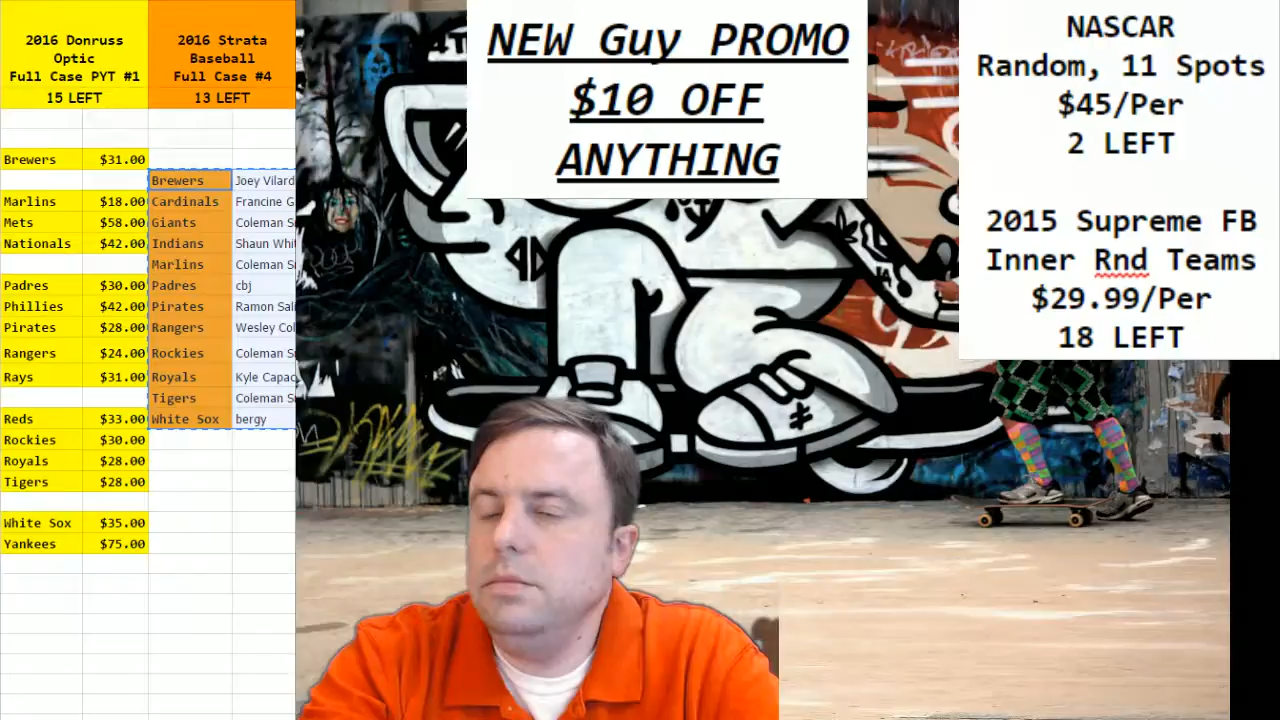 2016 Donruss
Optic
Full Case PYT #1
15 LEFT
Brewers $31.00
Marlins $18.00
Mets $58.00
Nationals $42.00
Padres $30.00
Phillies $42.00
Pirates $28.00
Rangers $24.00
Rays $31.00
Reds $33.00
Rockies $30.00
Royals $28.00
Tigers $28.00
White Sox $35.00
Yankees $75.00
2016 Strata
Baseball
Full Case #4
13 LEFT
Brewers Joey Vilard
Cardinals Francine G
Giants Coleman S
Indians Shaun Whi
Marlins Coleman S
Padres cbj
Pirates Ramon Sal
Rangers Wesley Col
Rockies Coleman S
Royals Kyle Capac
Tigers Coleman S
White Sox bergy
NEW Guy PROMO
$10 OFF
ANYTHING
NASCAR
Random, 11 Spots
$45/Per
2 LEFT
2015 Supreme FB
Inner Rnd Teams
$29.99/Per
18 LEFT